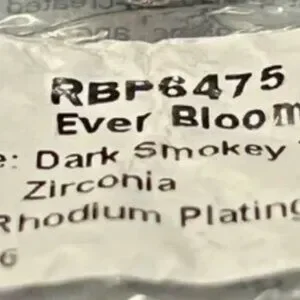 RBP6475
Ever Bloom
e: Dark Smokey
Zirconia
Rhodium Plating
G